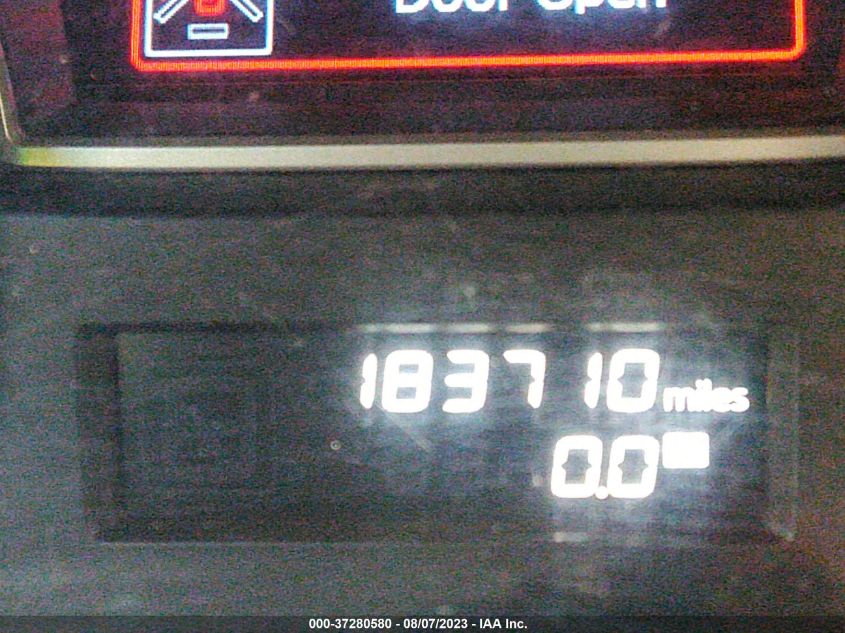 Door Open
183710 miles
0.0
000-37280580 - 08/07/2023 - IAA Inc.